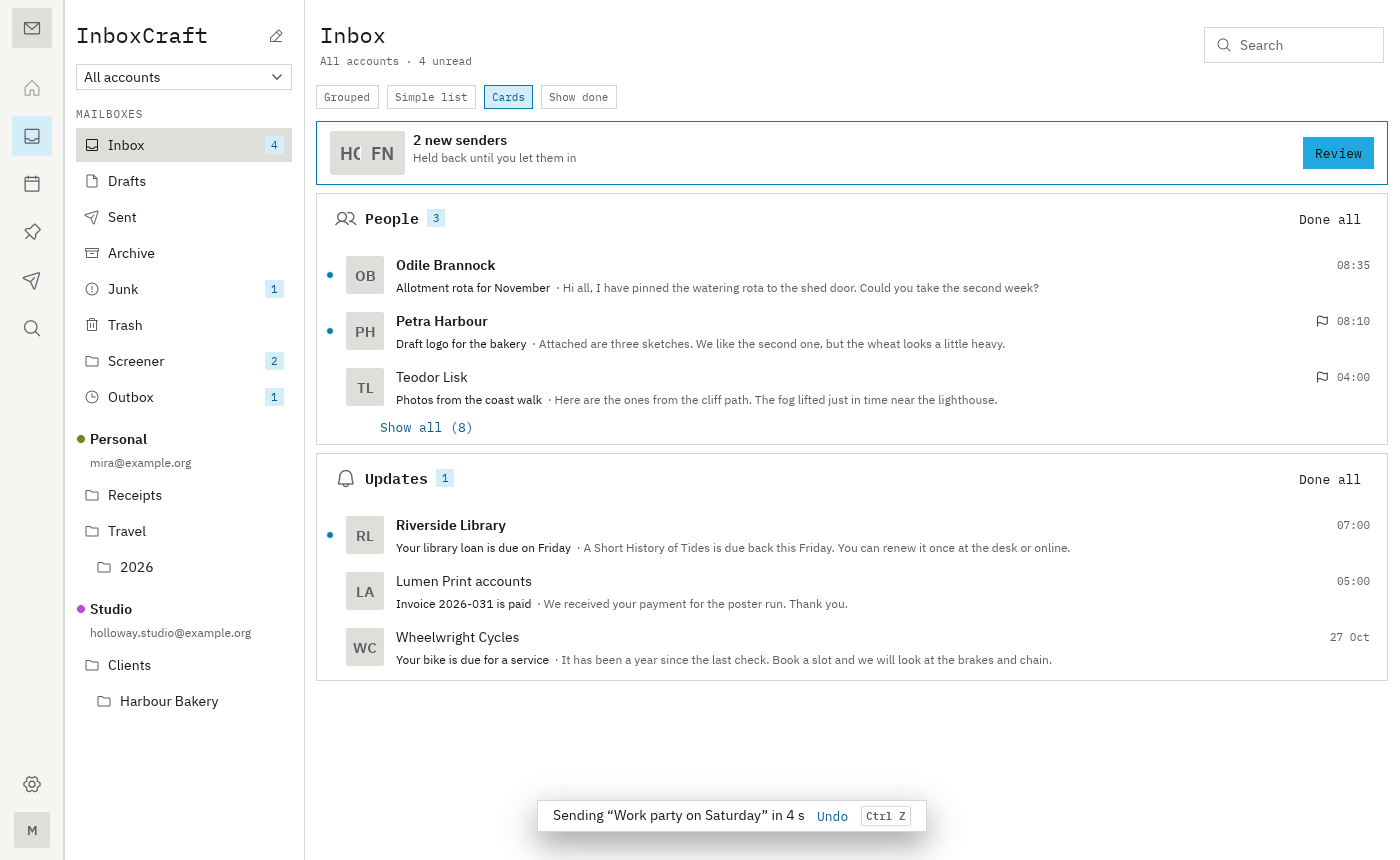 InboxCraft
All accounts
MAILBOXES
Inbox 4
Drafts
Sent
Archive
Junk 1
Trash
Screener 2
Outbox 1
Personal
mira@example.org
Receipts
Travel
2026
Studio
holloway.studio@example.org
Clients
Harbour Bakery
M
Inbox
All accounts · 4 unread
Search
Grouped Simple list Cards Show done
FN
2 new senders
Held back until you let them in
Review
People 3 Done all
OB
Odile Brannock 08:35
Allotment rota for November · Hi all, I have pinned the watering rota to the shed door. Could you take the second week?
PH
Petra Harbour 08:10
Draft logo for the bakery · Attached are three sketches. We like the second one, but the wheat looks a little heavy.
TL
Teodor Lisk 04:00
Photos from the coast walk · Here are the ones from the cliff path. The fog lifted just in time near the lighthouse.
Show all (8)
Updates 1 Done all
RL
Riverside Library 07:00
Your library loan is due on Friday · A Short History of Tides is due back this Friday. You can renew it once at the desk or online.
LA
Lumen Print accounts 05:00
Invoice 2026-031 is paid · We received your payment for the poster run. Thank you.
WC
Wheelwright Cycles 27 Oct
Your bike is due for a service · It has been a year since the last check. Book a slot and we will look at the brakes and chain.
Sending “Work party on Saturday” in 4 s Undo Ctrl Z